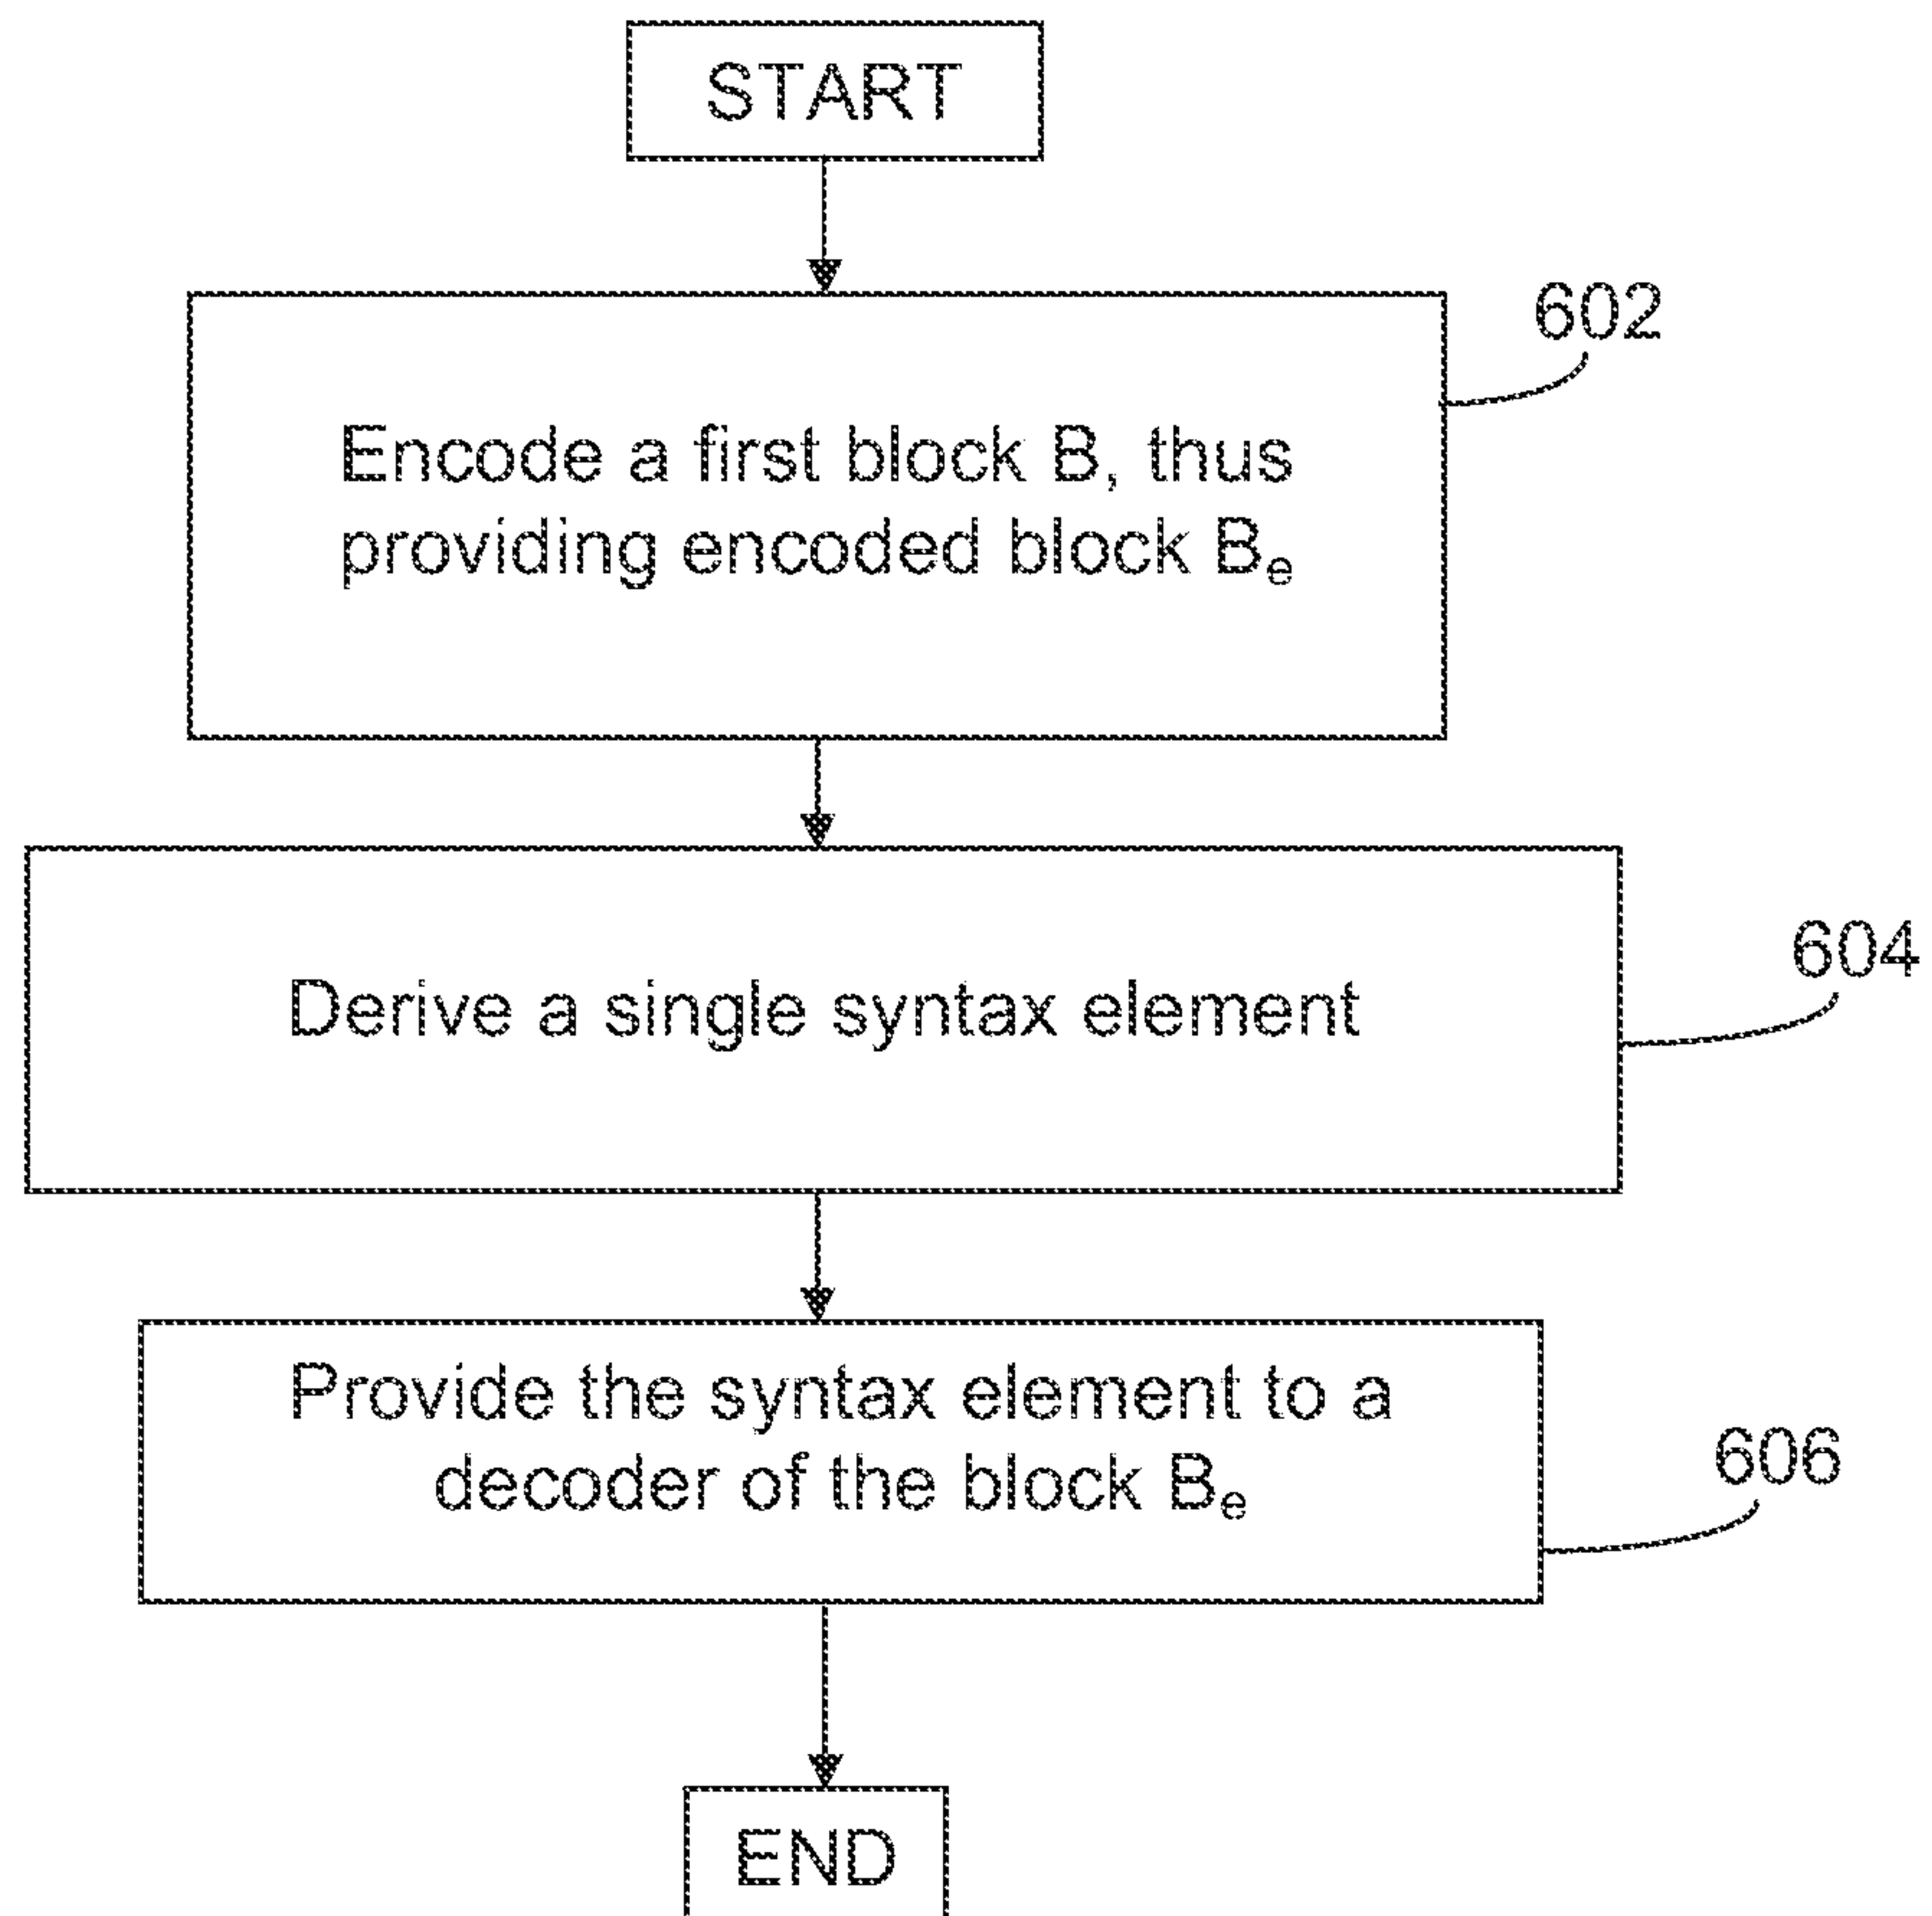 START
602
Encode a first block B, thus
providing encoded block Bₑ
604
Derive a single syntax element
Provide the syntax element to a
decoder of the block Bₑ
606
END